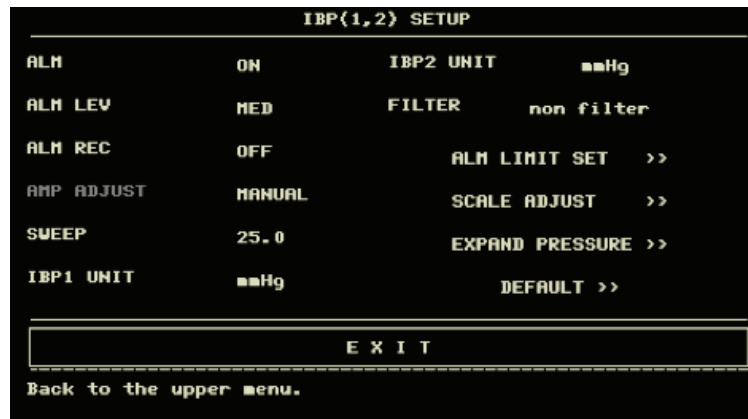 IBP(1,2) SETUP
ALM ON IBP2 UNIT mmHg
ALM LEV MED FILTER non filter
ALM REC OFF ALM LIMIT SET >>
AMP ADJUST MANUAL SCALE ADJUST >>
SWEEP 25.0 EXPAND PRESSURE >>
IBP1 UNIT mmHg DEFAULT >>
E X I T
Back to the upper menu.